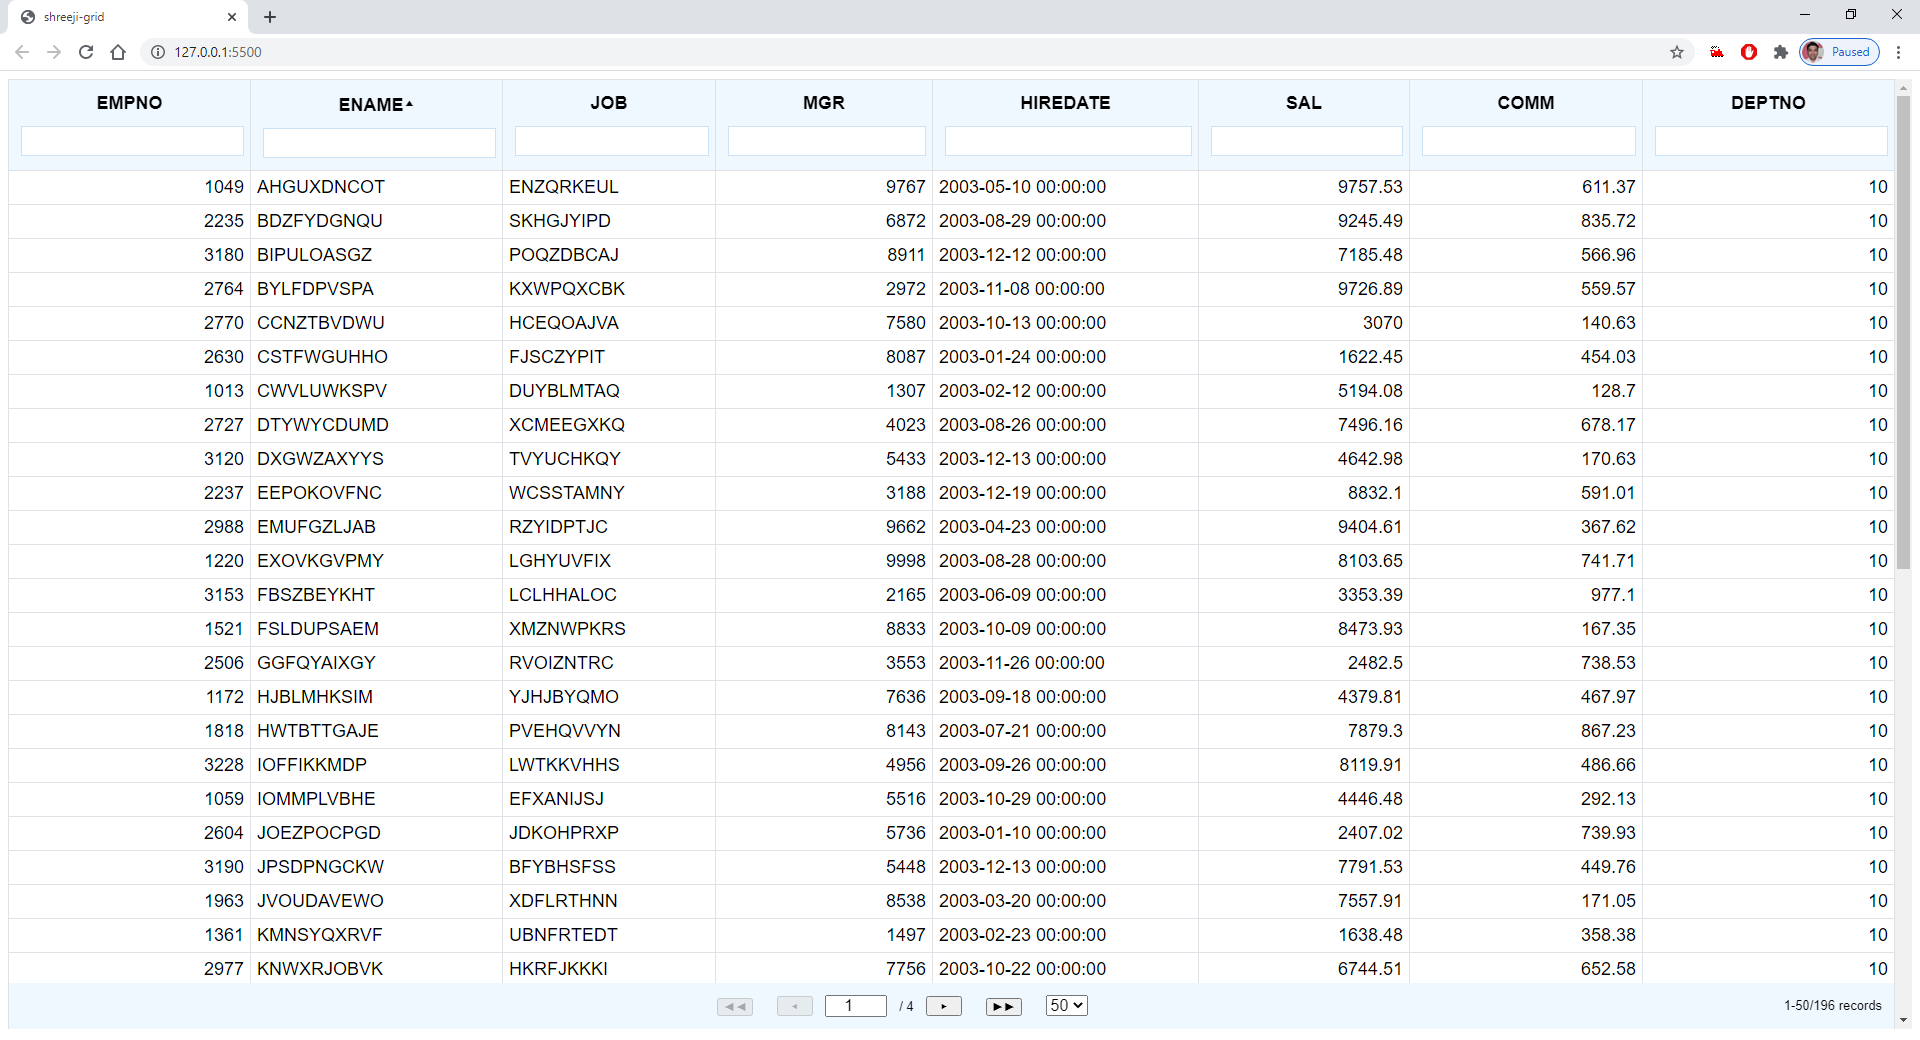 shreeji-grid
127.0.0.1:5500
Paused
EMPNO ENAME JOB MGR HIREDATE SAL COMM DEPTNO
1049 AHGUXDNCOT ENZQRKEUL 9767 2003-05-10 00:00:00 9757.53 611.37 10
2235 BDZFYDGNQU SKHGJYIPD 6872 2003-08-29 00:00:00 9245.49 835.72 10
3180 BIPULOASGZ POQZDBCAJ 8911 2003-12-12 00:00:00 7185.48 566.96 10
2764 BYLFDPVSPA KXWPQXCBK 2972 2003-11-08 00:00:00 9726.89 559.57 10
2770 CCNZTBVDWU HCEQOAJVA 7580 2003-10-13 00:00:00 3070 140.63 10
2630 CSTFWGUHHO FJSCZYPIT 8087 2003-01-24 00:00:00 1622.45 454.03 10
1013 CWVLUWKSPV DUYBLMTAQ 1307 2003-02-12 00:00:00 5194.08 128.7 10
2727 DTYWYCDUMD XCMEEGXKQ 4023 2003-08-26 00:00:00 7496.16 678.17 10
3120 DXGWZAXYYS TVYUCHKQY 5433 2003-12-13 00:00:00 4642.98 170.63 10
2237 EEPOKOVFNC WCSSTAMNY 3188 2003-12-19 00:00:00 8832.1 591.01 10
2988 EMUFGZLJAB RZYIDPTJC 9662 2003-04-23 00:00:00 9404.61 367.62 10
1220 EXOVKGVPMY LGHYUVFIX 9998 2003-08-28 00:00:00 8103.65 741.71 10
3153 FBSZBEYKHT LCLHHALOC 2165 2003-06-09 00:00:00 3353.39 977.1 10
1521 FSLDUPSAEM XMZNWPKRS 8833 2003-10-09 00:00:00 8473.93 167.35 10
2506 GGFQYAIXGY RVOIZNTRC 3553 2003-11-26 00:00:00 2482.5 738.53 10
1172 HJBLMHKSIM YJHJBYQMO 7636 2003-09-18 00:00:00 4379.81 467.97 10
1818 HWTBTTGAJE PVEHQVVYN 8143 2003-07-21 00:00:00 7879.3 867.23 10
3228 IOFFIKKMDP LWTKKVHHS 4956 2003-09-26 00:00:00 8119.91 486.66 10
1059 IOMMPLVBHE EFXANIJSJ 5516 2003-10-29 00:00:00 4446.48 292.13 10
2604 JOEZPOCPGD JDKOHPRXP 5736 2003-01-10 00:00:00 2407.02 739.93 10
3190 JPSDPNGCKW BFYBHSFSS 5448 2003-12-13 00:00:00 7791.53 449.76 10
1963 JVOUDAVEWO XDFLRTHNN 8538 2003-03-20 00:00:00 7557.91 171.05 10
1361 KMNSYQXRVF UBNFRTEDT 1497 2003-02-23 00:00:00 1638.48 358.38 10
2977 KNWXRJOBVK HKRFJKKKI 7756 2003-10-22 00:00:00 6744.51 652.58 10
1 / 4 50 1-50/196 records